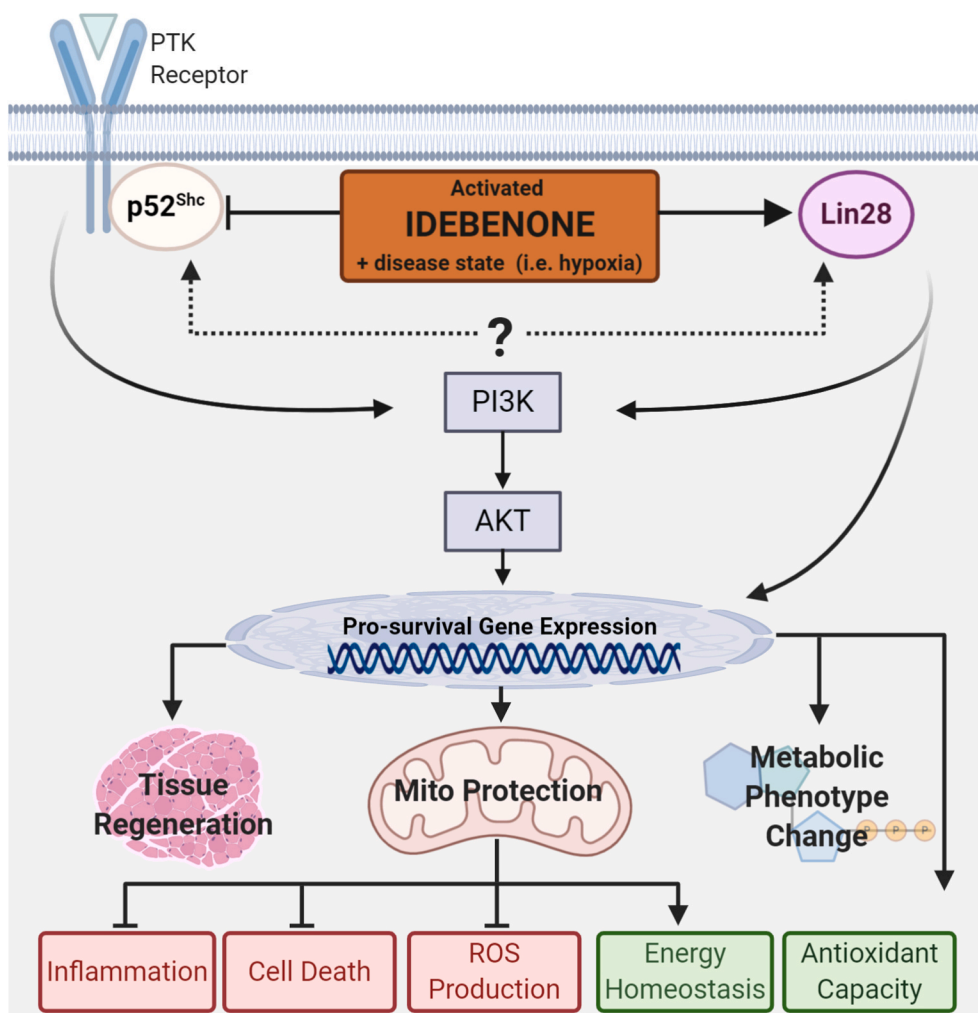 PTK
Receptor
p52Shc
Activated
IDEBENONE
+ disease state (i.e. hypoxia)
Lin28
?
PI3K
AKT
Pro-survival Gene Expression
Tissue
Regeneration
Mito Protection
Metabolic
Phenotype
Change
P P P
Inflammation
Cell Death
ROS
Production
Energy
Homeostasis
Antioxidant
Capacity